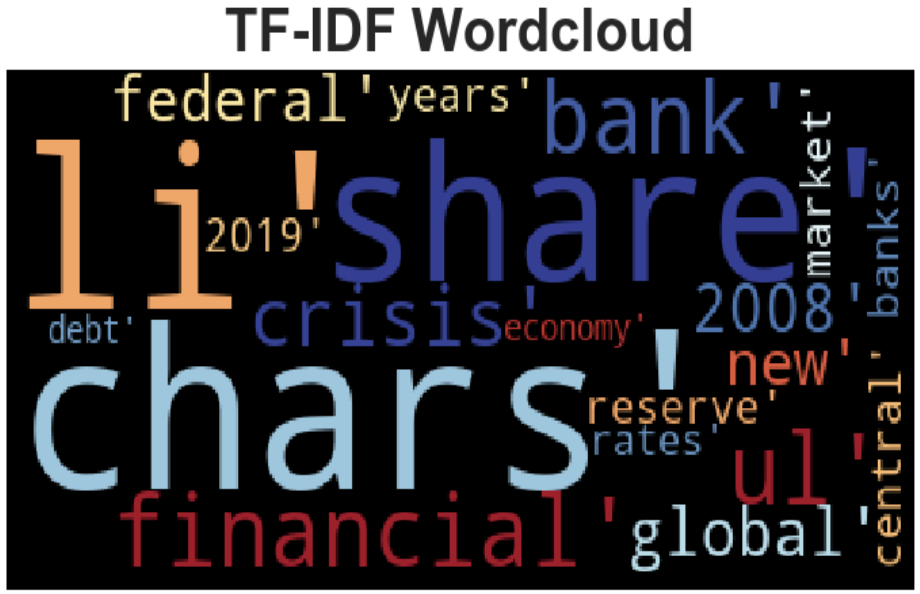 TF-IDF Wordcloud
federal'
years'
bank'
market'
li'
share'
2019'
banks'
crisis'
2008'
debt'
economy'
chars'
new'
reserve'
rates'
central'
ul'
financial'
global'